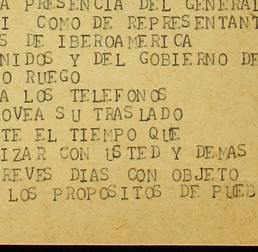 A PRESENCIA DEL GENERAL
I COMO DE REPRESENTANT
S DE IBEROAMERICA
NIDOS Y DEL GOBIERNO DE
O RUEGO
A LOS TELEFONOS
OVEA SU TRASLADO
TE EL TIEMPO QUE
IZAR CON USTED Y DEMAS
REVES DIAS CON OBJETO
LOS PROPOSITOS DE PUEB